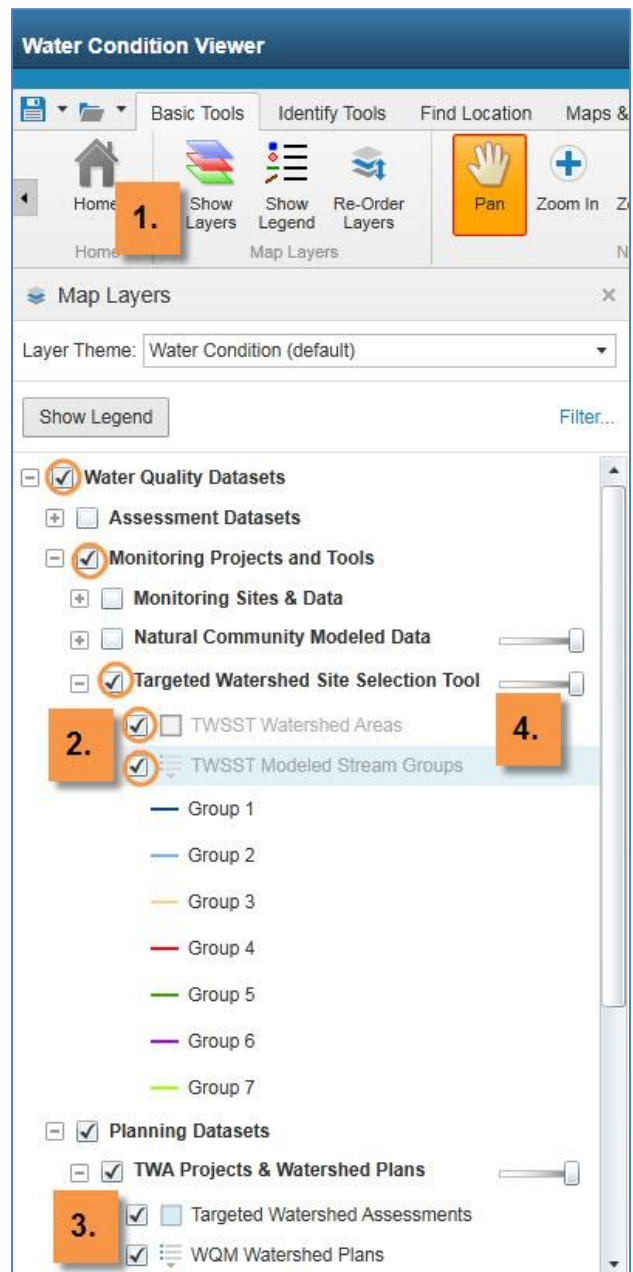 Water Condition Viewer
Basic Tools Identify Tools Find Location Maps &
Home Show Layers Show Legend Re-Order Layers Pan Zoom In
1.
Home Map Layers N
Map Layers
Layer Theme: Water Condition (default)
Show Legend Filter...
Water Quality Datasets
Assessment Datasets
Monitoring Projects and Tools
Monitoring Sites & Data
Natural Community Modeled Data
Targeted Watershed Site Selection Tool
2. TWSST Watershed Areas 4.
TWSST Modeled Stream Groups
Group 1
Group 2
Group 3
Group 4
Group 5
Group 6
Group 7
Planning Datasets
TWA Projects & Watershed Plans
3. Targeted Watershed Assessments
WQM Watershed Plans